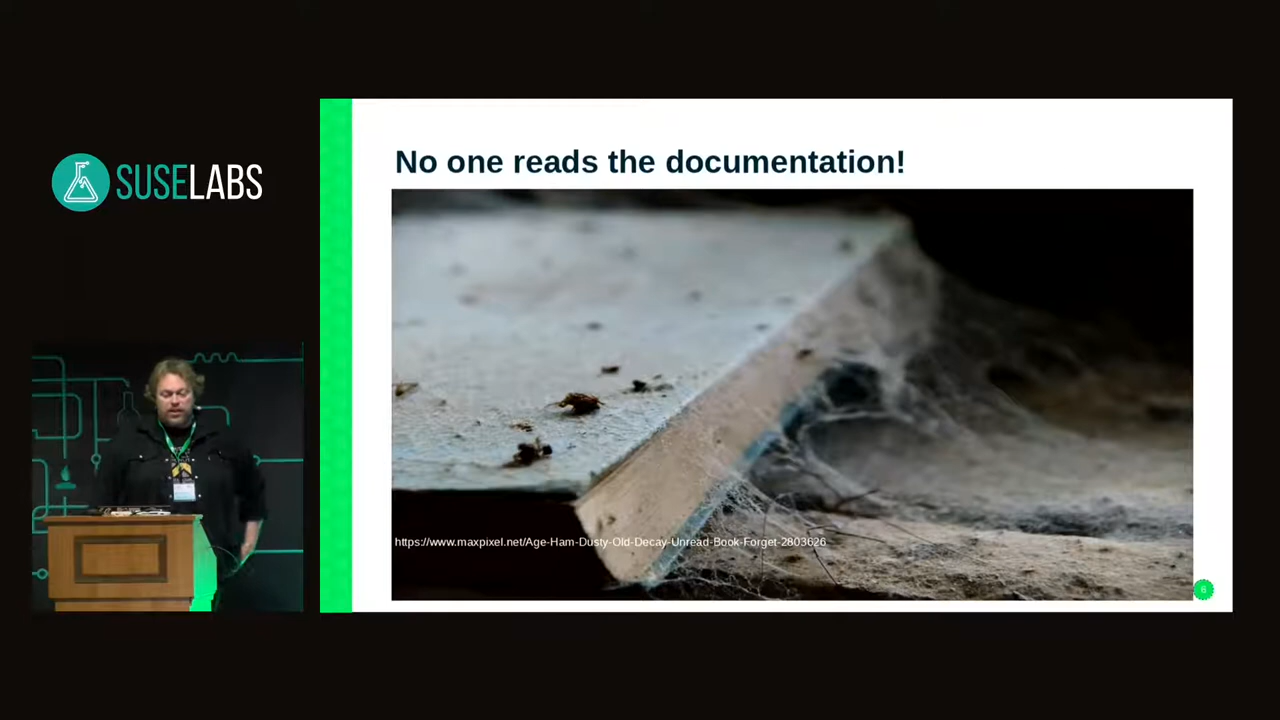 SUSELABS
No one reads the documentation!
https://www.maxpixel.net/Age-Ham-Dusty-Old-Decay-Unread-Book-Forget-2803626
6